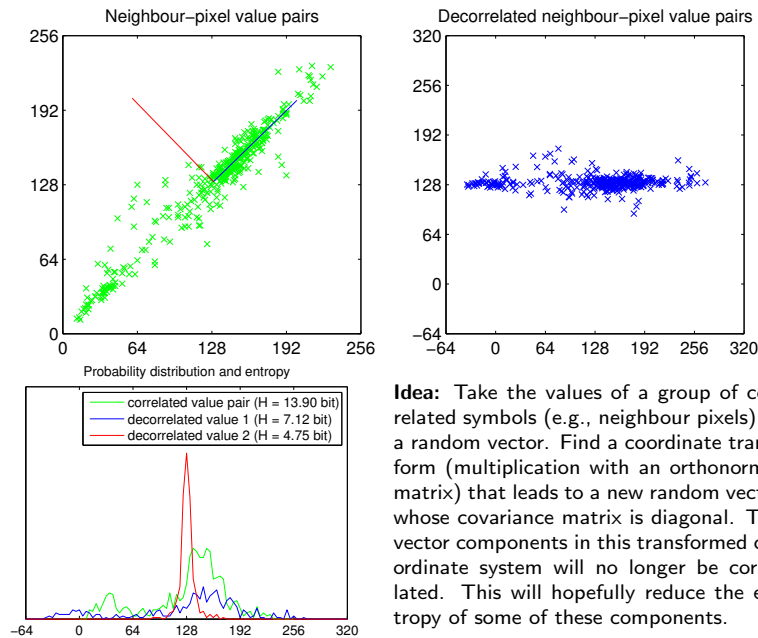 Neighbour−pixel value pairs
256
192
128
64
0
0 64 128 192 256
Decorrelated neighbour−pixel value pairs
320
256
192
128
64
0
−64
−64 0 64 128 192 256 320
Probability distribution and entropy
correlated value pair (H = 13.90 bit)
decorrelated value 1 (H = 7.12 bit)
decorrelated value 2 (H = 4.75 bit)
−64 0 64 128 192 256 320
Idea: Take the values of a group of co
related symbols (e.g., neighbour pixels)
a random vector. Find a coordinate tran
form (multiplication with an orthonorm
matrix) that leads to a new random vect
whose covariance matrix is diagonal. T
vector components in this transformed c
ordinate system will no longer be cor
lated. This will hopefully reduce the e
tropy of some of these components.